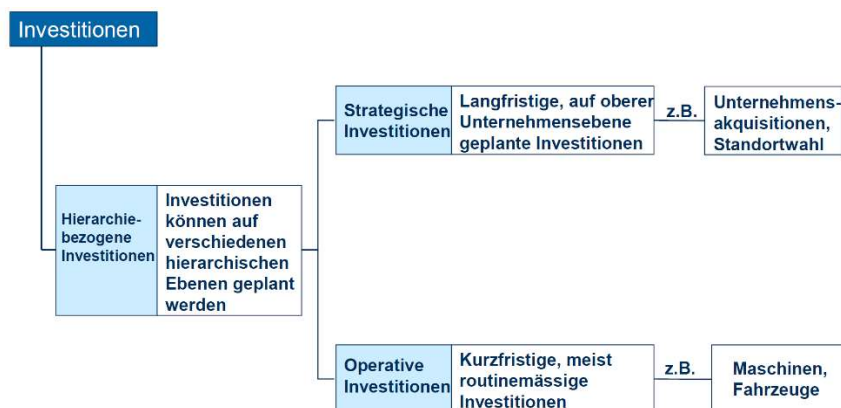 Investitionen
Strategische
Investitionen
Langfristige, auf oberer
Unternehmensebene
geplante Investitionen
z.B.
Unternehmens-
akquisitionen,
Standortwahl
Hierarchie-
bezogene
Investitionen
Investitionen
können auf
verschiedenen
hierarchischen
Ebenen geplant
werden
Operative
Investitionen
Kurzfristige, meist
routinemässige
Investitionen
z.B.
Maschinen,
Fahrzeuge